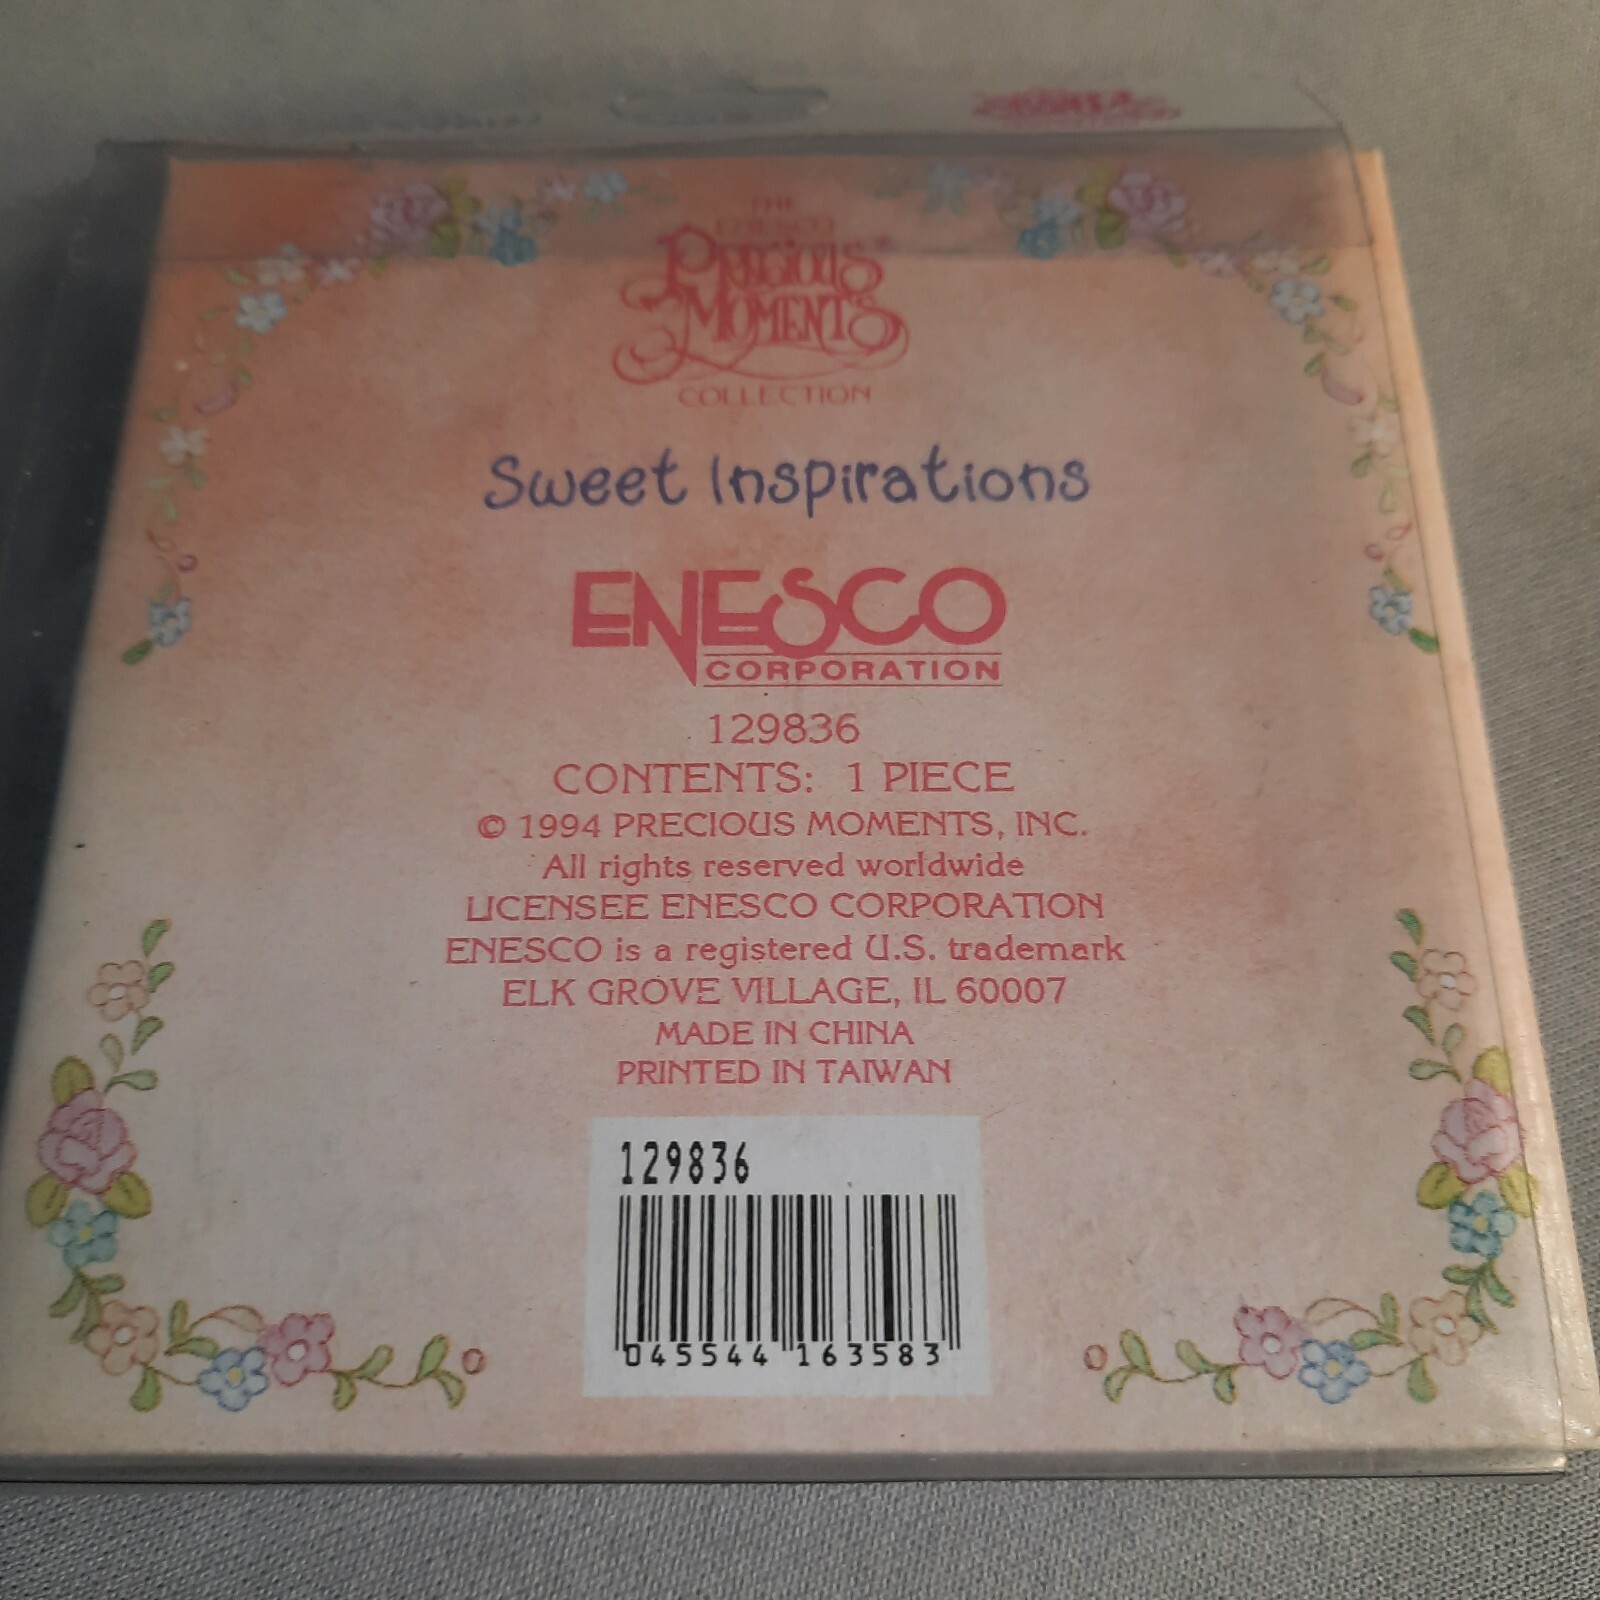 THE
ENESCO
PRECIOUS
MOMENTS
COLLECTION
Sweet Inspirations
ENESCO
CORPORATION
129836
CONTENTS: 1 PIECE
© 1994 PRECIOUS MOMENTS, INC.
All rights reserved worldwide
LICENSEE ENESCO CORPORATION
ENESCO is a registered U.S. trademark
ELK GROVE VILLAGE, IL 60007
MADE IN CHINA
PRINTED IN TAIWAN
129836
045544 163583